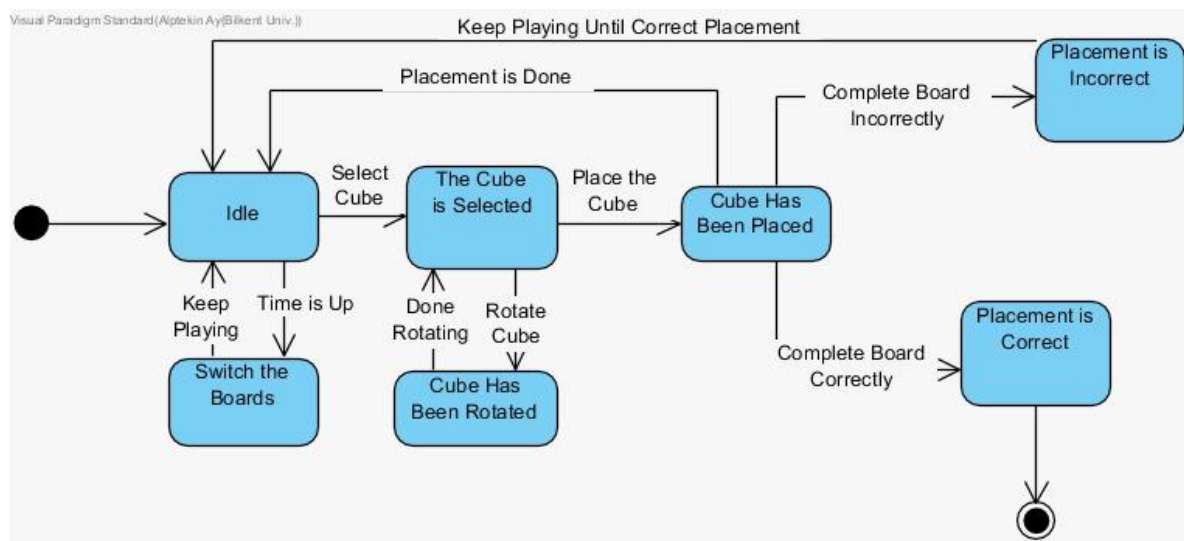 Visual Paradigm Standard(Alptekin Ay(Bilkent Univ.))
Keep Playing Until Correct Placement
Placement is
Incorrect
Placement is Done
Complete Board
Incorrectly
Select
Cube
The Cube
is Selected
Place the
Cube
Idle
Cube Has
Been Placed
Keep
Playing
Time is Up
Done
Rotating
Rotate
Cube
Placement is
Correct
Complete Board
Correctly
Switch the
Boards
Cube Has
Been Rotated